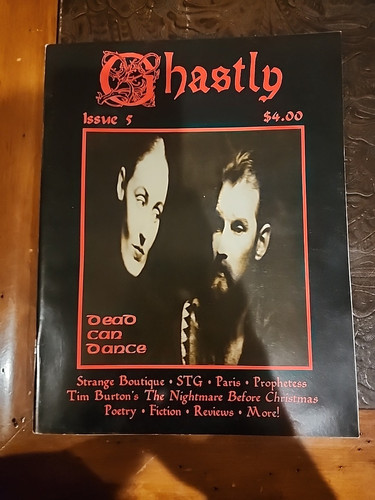 Ghastly
Issue 5 $4.00
Dead
Can
Dance
Strange Boutique • STG • Paris • Prophetess
Tim Burton's The Nightmare Before Christmas
Poetry • Fiction • Reviews • More!